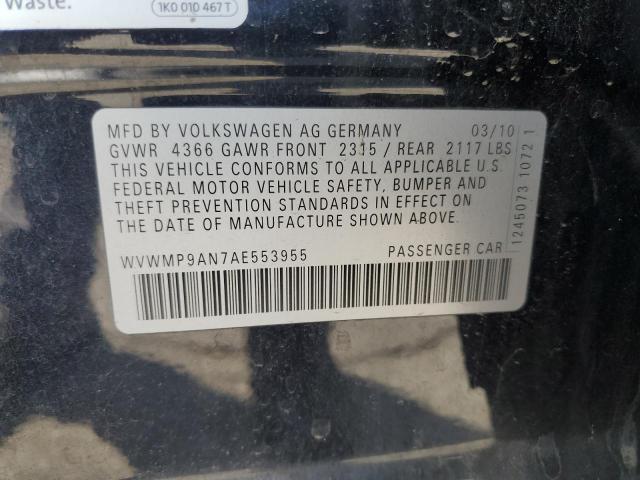 Waste.
1K0 010 467 T
MFD BY VOLKSWAGEN AG GERMANY 03/10
GVWR 4366 GAWR FRONT 2315 / REAR 2117 LBS
THIS VEHICLE CONFORMS TO ALL APPLICABLE U.S.
FEDERAL MOTOR VEHICLE SAFETY, BUMPER AND
THEFT PREVENTION STANDARDS IN EFFECT ON
THE DATE OF MANUFACTURE SHOWN ABOVE.
WVWMP9AN7AE553955 PASSENGER CAR
1245073 1072 1